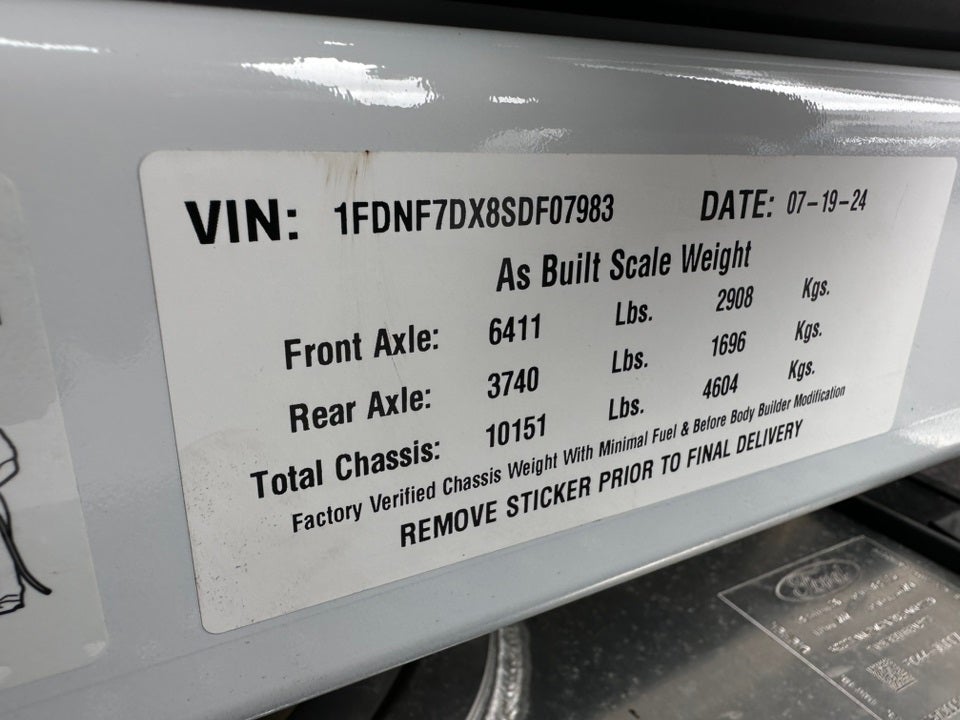 VIN: 1FDNF7DX8SDF07983 DATE: 07-19-24
As Built Scale Weight
Front Axle: 6411 Lbs. 2908 Kgs.
Rear Axle: 3740 Lbs. 1696 Kgs.
Total Chassis: 10151 Lbs. 4604 Kgs.
Factory Verified Chassis Weight With Minimal Fuel & Before Body Builder Modification
REMOVE STICKER PRIOR TO FINAL DELIVERY
Ford